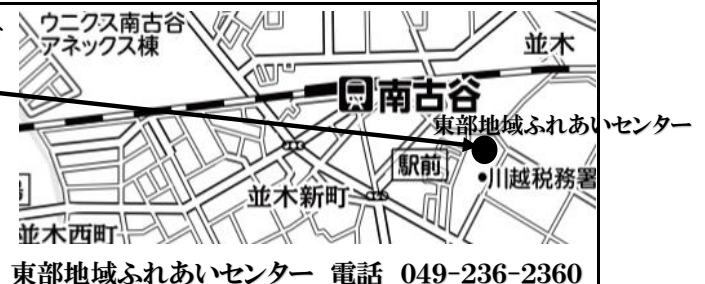 ウニクス南古谷
アネックス棟
並木
南古谷
東部地域ふれあいセンター
駅前
川越税務署
並木新町
並木西町
東部地域ふれあいセンター 電話 049-236-2360